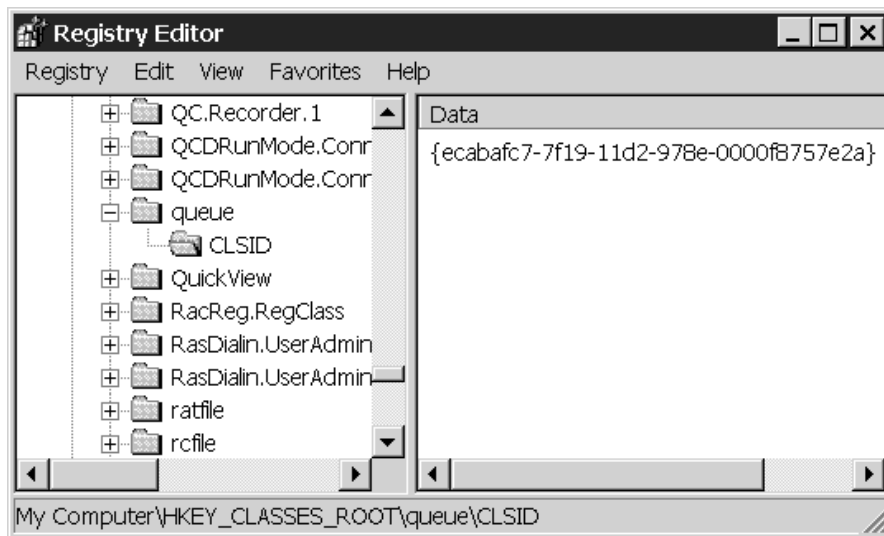 Registry Editor
Registry Edit View Favorites Help
QC.Recorder.1
QCDRunMode.Conr
QCDRunMode.Conr
queue
CLSID
QuickView
RacReg.RegClass
RasDialin.UserAdmin
RasDialin.UserAdmin
ratfile
rcfile
Data
{ecabafc7-7f19-11d2-978e-0000f8757e2a}
My Computer\HKEY_CLASSES_ROOT\queue\CLSID